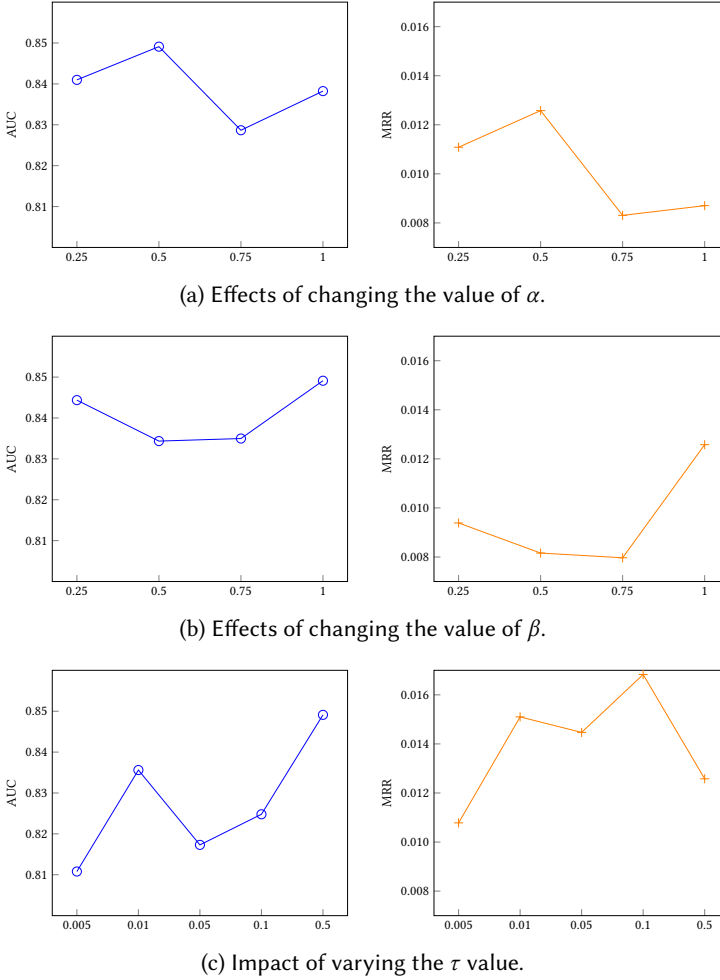 0.85
0.84
0.83
0.82
0.81
AUC
0.25 0.5 0.75 1
0.016
0.014
0.012
0.010
0.008
MRR
0.25 0.5 0.75 1
(a) Effects of changing the value of α.
0.85
0.84
0.83
0.82
0.81
AUC
0.25 0.5 0.75 1
0.016
0.014
0.012
0.010
0.008
MRR
0.25 0.5 0.75 1
(b) Effects of changing the value of β.
0.85
0.84
0.83
0.82
0.81
AUC
0.005 0.01 0.05 0.1 0.5
0.016
0.014
0.012
0.010
0.008
MRR
0.005 0.01 0.05 0.1 0.5
(c) Impact of varying the τ value.